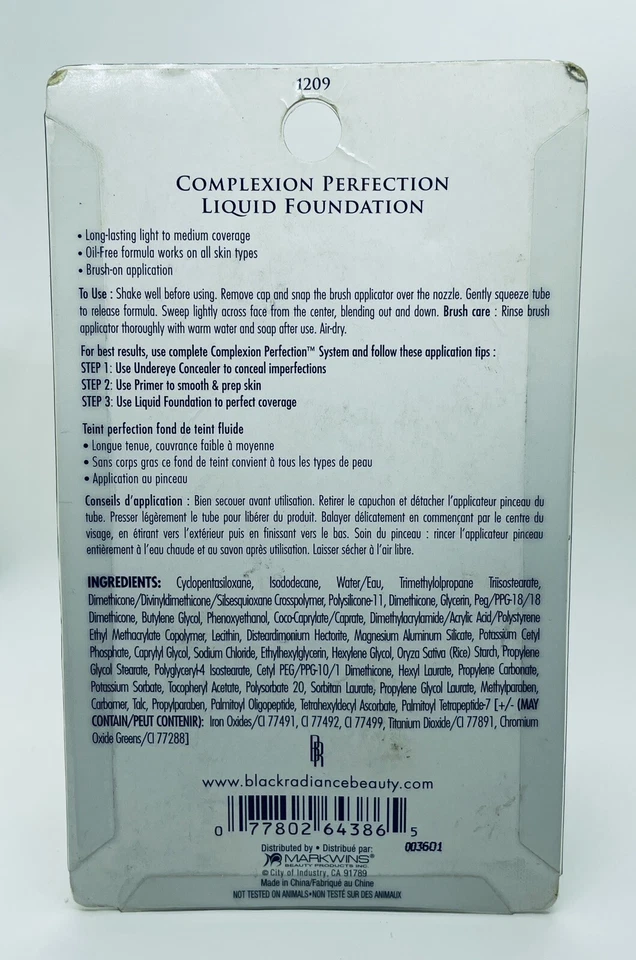 1209
COMPLEXION PERFECTION
LIQUID FOUNDATION
• Long-lasting light to medium coverage
• Oil-Free formula works on all skin types
• Brush-on application
To Use : Shake well before using. Remove cap and snap the brush applicator over the nozzle. Gently squeeze tube
to release formula. Sweep lightly across face from the center, blending out and down. Brush care : Rinse brush
applicator thoroughly with warm water and soap after use. Air-dry.
For best results, use complete Complexion Perfection™ System and follow these application tips :
STEP 1: Use Undereye Concealer to conceal imperfections
STEP 2: Use Primer to smooth & prep skin
STEP 3: Use Liquid Foundation to perfect coverage
Teint perfection fond de teint fluide
• Longue tenue, couvrance faible à moyenne
• Sans corps gras ce fond de teint convient à tous les types de peau
• Application au pinceau
Conseils d'application : Bien secouer avant utilisation. Retirer le capuchon et détacher l'applicateur pinceau du
tube. Presser légèrement le tube pour libérer du produit. Balayer délicatement en commençant par le centre du
visage, en étirant vers l'extérieur puis en finissant vers le bas. Soin du pinceau : rincer l'applicateur pinceau
entièrement à l'eau chaude et au savon après utilisation. Laisser sécher à l'air libre.
INGREDIENTS: Cyclopentasiloxane, Isododecane, Water/Eau, Trimethylolpropane Triisostearate,
Dimethicone/Divinyldimethicone/Silsesquioxane Crosspolymer, Polysilicone-11, Dimethicone, Glycerin, Peg/PPG-18/18
Dimethicone, Butylene Glycol, Phenoxyethanol, Coco-Caprylate/Caprate, Dimethylacrylamide/Acrylic Acid/Polystyrene
Ethyl Methacrylate Copolymer, Lecithin, Disteardimonium Hectorite, Magnesium Aluminum Silicate, Potassium Cetyl
Phosphate, Caprylyl Glycol, Sodium Chloride, Ethylhexylglycerin, Hexylene Glycol, Oryza Sativa (Rice) Starch, Propylene
Glycol Stearate, Polyglyceryl-4 Isostearate, Cetyl PEG/PPG-10/1 Dimethicone, Hexyl Laurate, Propylene Carbonate,
Potassium Sorbate, Tocopheryl Acetate, Polysorbate 20, Sorbitan Laurate, Propylene Glycol Laurate, Methylparaben,
Carbomer, Talc, Propylparaben, Palmitoyl Oligopeptide, Tetrahexyldecyl Ascorbate, Palmitoyl Tetrapeptide-7 [+/- (MAY
CONTAIN/PEUT CONTENIR): Iron Oxides/CI 77491, CI 77492, CI 77499, Titanium Dioxide/CI 77891, Chromium
Oxide Greens/CI 77288]
BR
www.blackradiancebeauty.com
0 77802 64386 5
003601
Distributed by • Distribué par:
MARKWINS®
BEAUTY PRODUCTS INC.
© City of Industry, CA 91789
Made in China/Fabriqué au Chine
NOT TESTED ON ANIMALS•NON TESTÉ SUR DES ANIMAUX